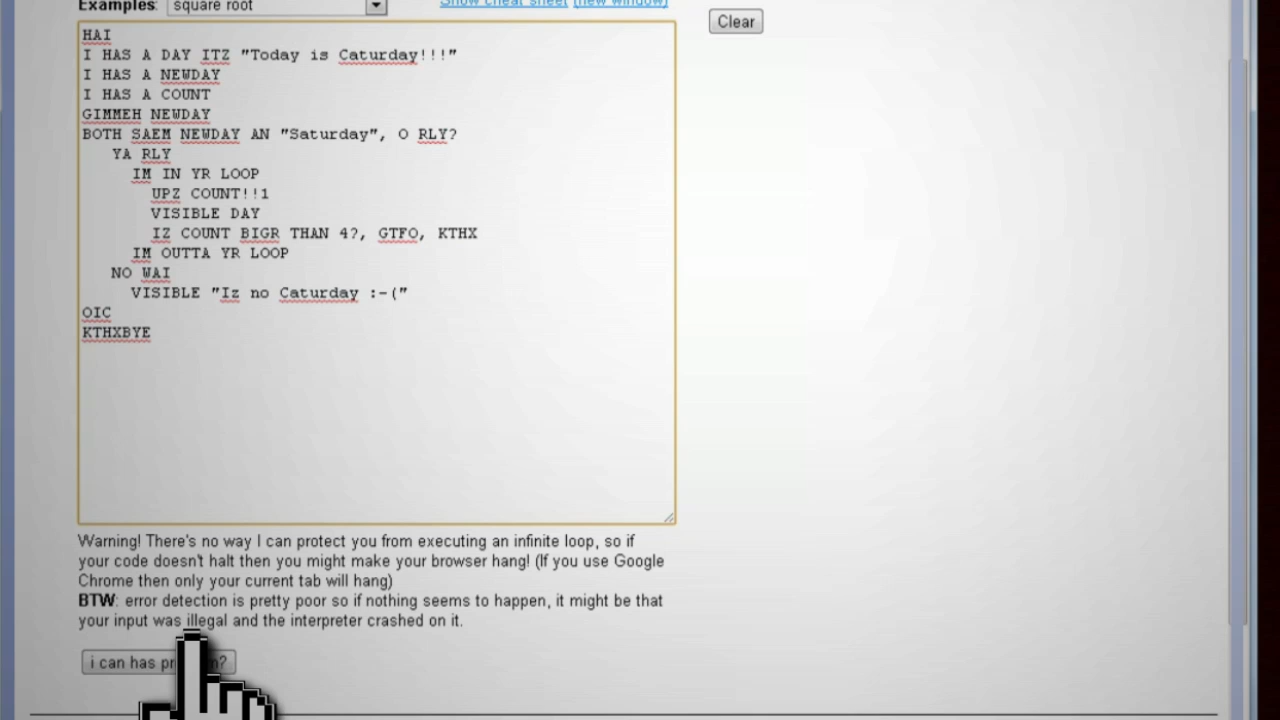 Examples: square root
Show cheat sheet (new window)
Clear
HAI
I HAS A DAY ITZ "Today is Caturday!!!"
I HAS A NEWDAY
I HAS A COUNT
GIMMEH NEWDAY
BOTH SAEM NEWDAY AN "Saturday", O RLY?
YA RLY
IM IN YR LOOP
UPZ COUNT!!1
VISIBLE DAY
IZ COUNT BIGR THAN 4?, GTFO, KTHX
IM OUTTA YR LOOP
NO WAI
VISIBLE "Iz no Caturday :-("
OIC
KTHXBYE
Warning! There's no way I can protect you from executing an infinite loop, so if
your code doesn't halt then you might make your browser hang! (If you use Google
Chrome then only your current tab will hang)
BTW: error detection is pretty poor so if nothing seems to happen, it might be that
your input was illegal and the interpreter crashed on it.
i can has